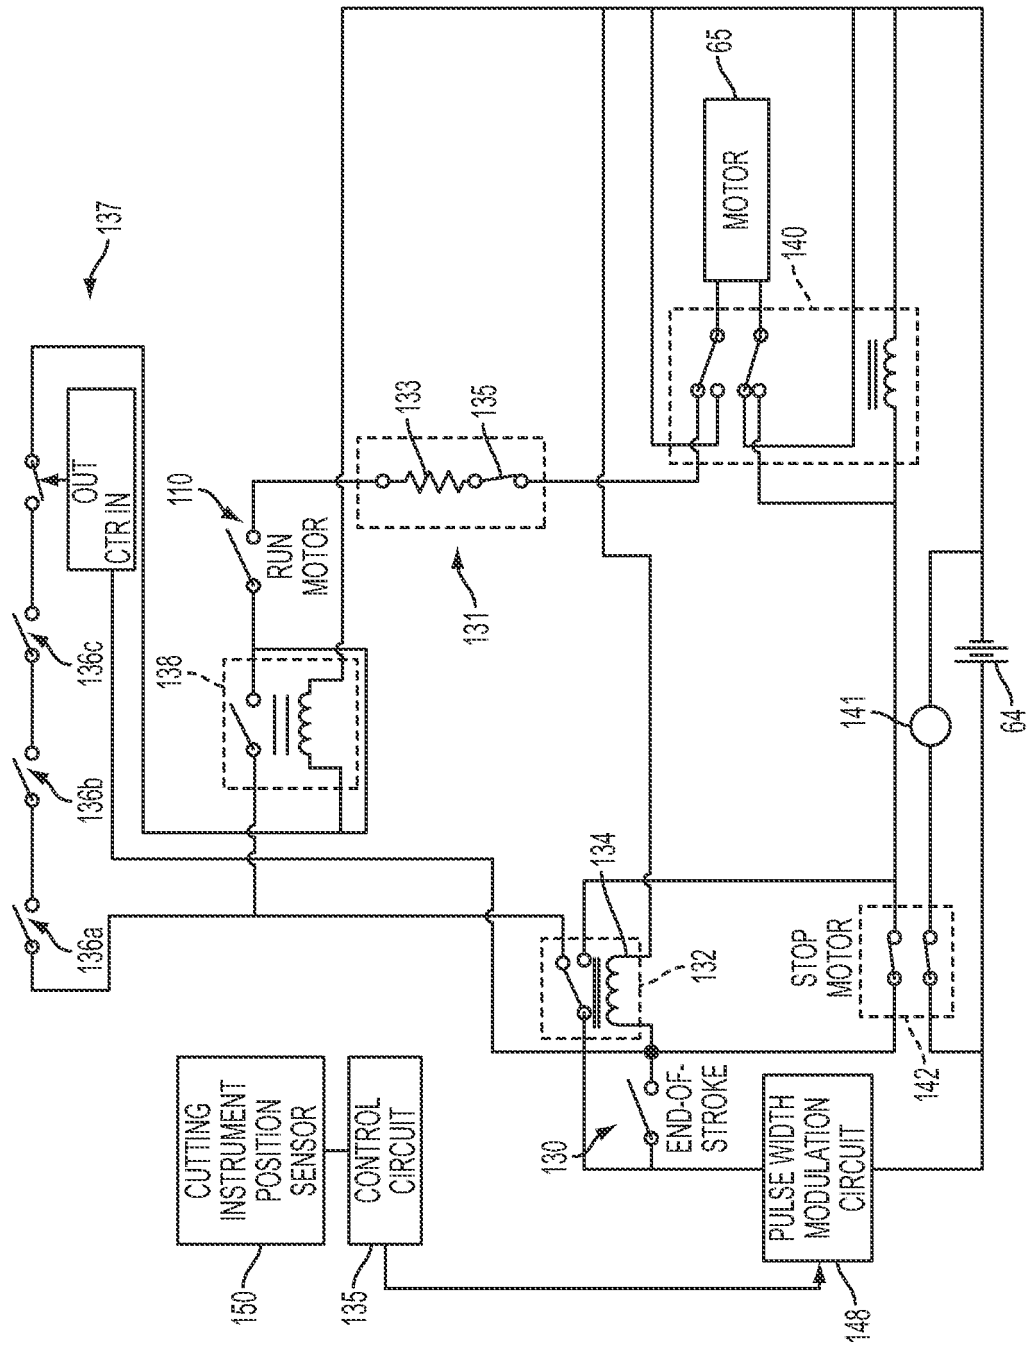 137
136a
136b
136c
OUT
CTR IN
138
110
RUN
MOTOR
133
135
131
65
MOTOR
140
CUTTING
INSTRUMENT
POSITION
SENSOR
150
CONTROL
CIRCUIT
135
134
132
130
END-OF-
STROKE
STOP
MOTOR
142
141
64
PULSE WIDTH
MODULATION
CIRCUIT
148